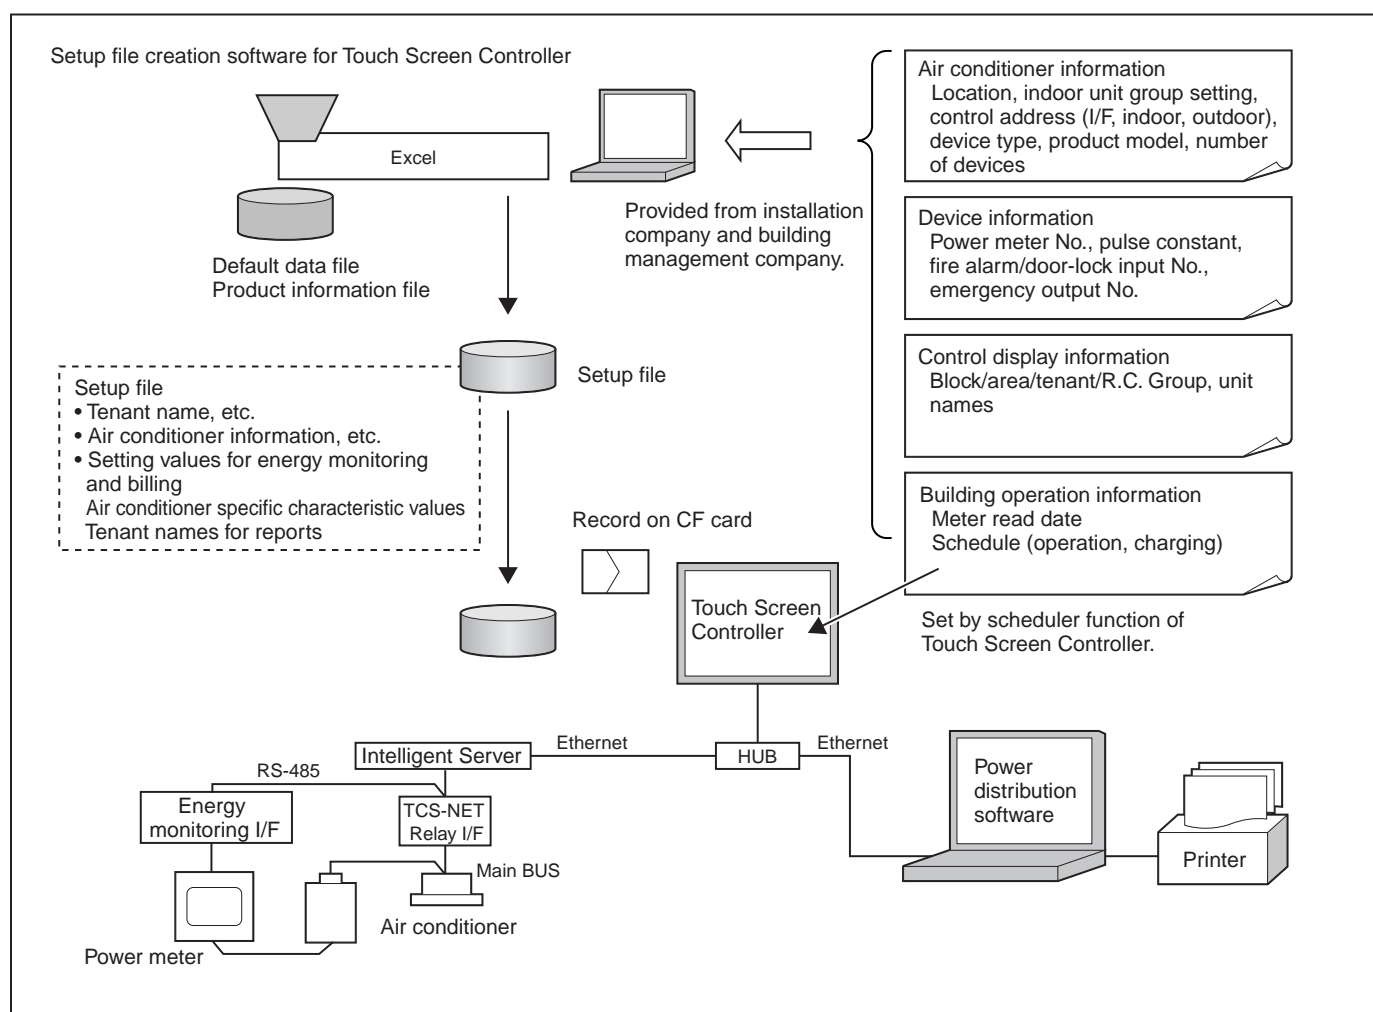 Setup file creation software for Touch Screen Controller
Excel
Default data file
Product information file
Provided from installation
company and building
management company.
Air conditioner information
Location, indoor unit group setting,
control address (I/F, indoor, outdoor),
device type, product model, number
of devices
Device information
Power meter No., pulse constant,
fire alarm/door-lock input No.,
emergency output No.
Control display information
Block/area/tenant/R.C. Group, unit
names
Building operation information
Meter read date
Schedule (operation, charging)
Set by scheduler function of
Touch Screen Controller.
Setup file
Setup file
• Tenant name, etc.
• Air conditioner information, etc.
• Setting values for energy monitoring
and billing
Air conditioner specific characteristic values
Tenant names for reports
Record on CF card
Touch Screen
Controller
Intelligent Server
Ethernet
HUB
Ethernet
RS-485
Energy
monitoring I/F
TCS-NET
Relay I/F
Main BUS
Air conditioner
Power meter
Power
distribution
software
Printer